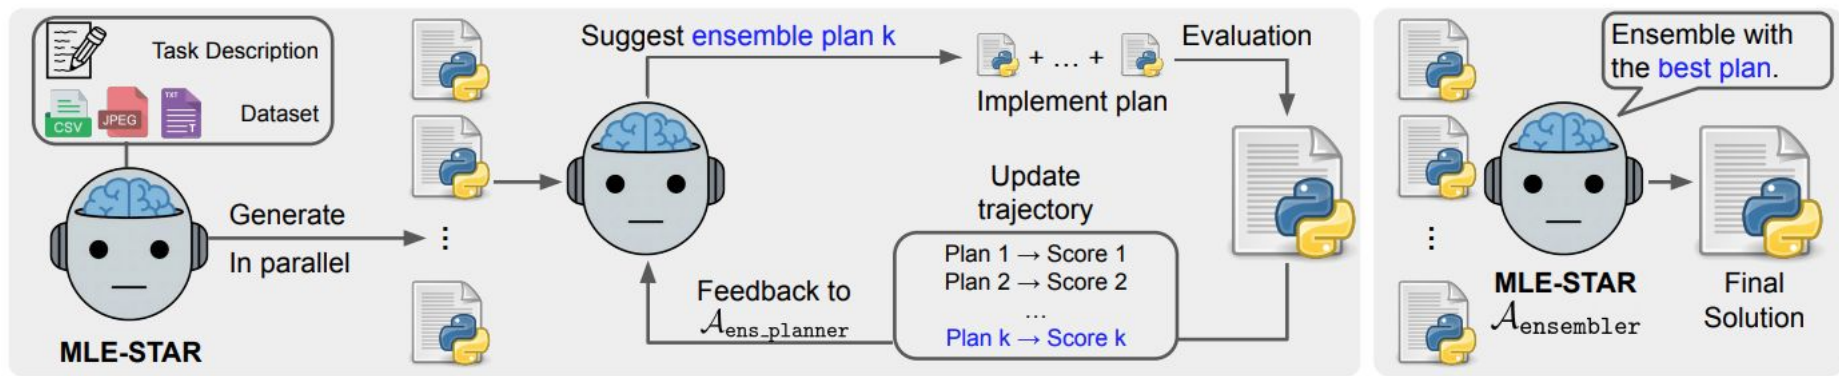 Task Description
CSV
JPEG
TXT
T
Dataset
MLE-STAR
Generate
In parallel
⋮
Suggest ensemble plan k
+ ... +
Implement plan
Evaluation
Update
trajectory
Plan 1 → Score 1
Plan 2 → Score 2
...
Plan k → Score k
Feedback to
𝒜ens_planner
⋮
Ensemble with
the best plan.
MLE-STAR
𝒜ensembler
Final
Solution